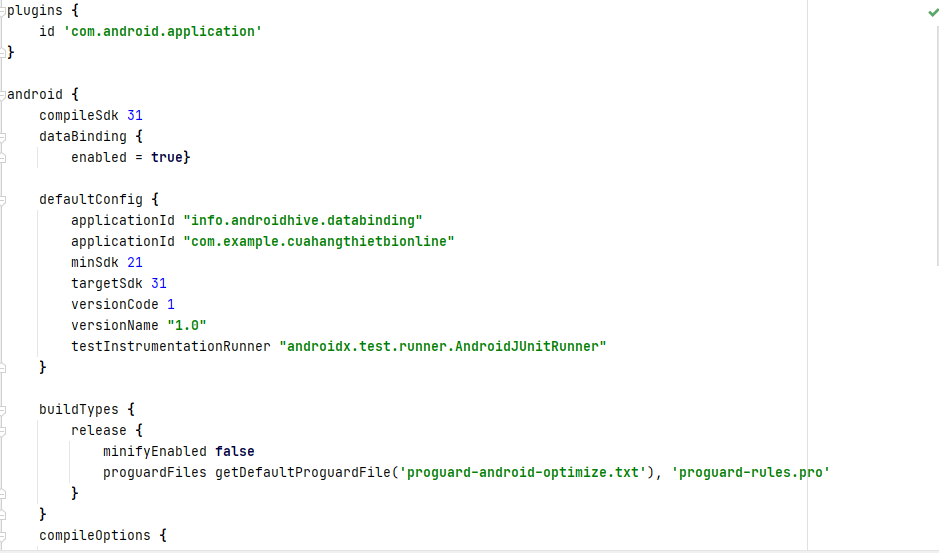 plugins {
    id 'com.android.application'
}
android {
    compileSdk 31
    dataBinding {
        enabled = true}
    defaultConfig {
        applicationId "info.androidhive.databinding"
        applicationId "com.example.cuahangthietbionline"
        minSdk 21
        targetSdk 31
        versionCode 1
        versionName "1.0"
        testInstrumentationRunner "androidx.test.runner.AndroidJUnitRunner"
    }
    buildTypes {
        release {
            minifyEnabled false
            proguardFiles getDefaultProguardFile('proguard-android-optimize.txt'), 'proguard-rules.pro'
        }
    }
    compileOptions {